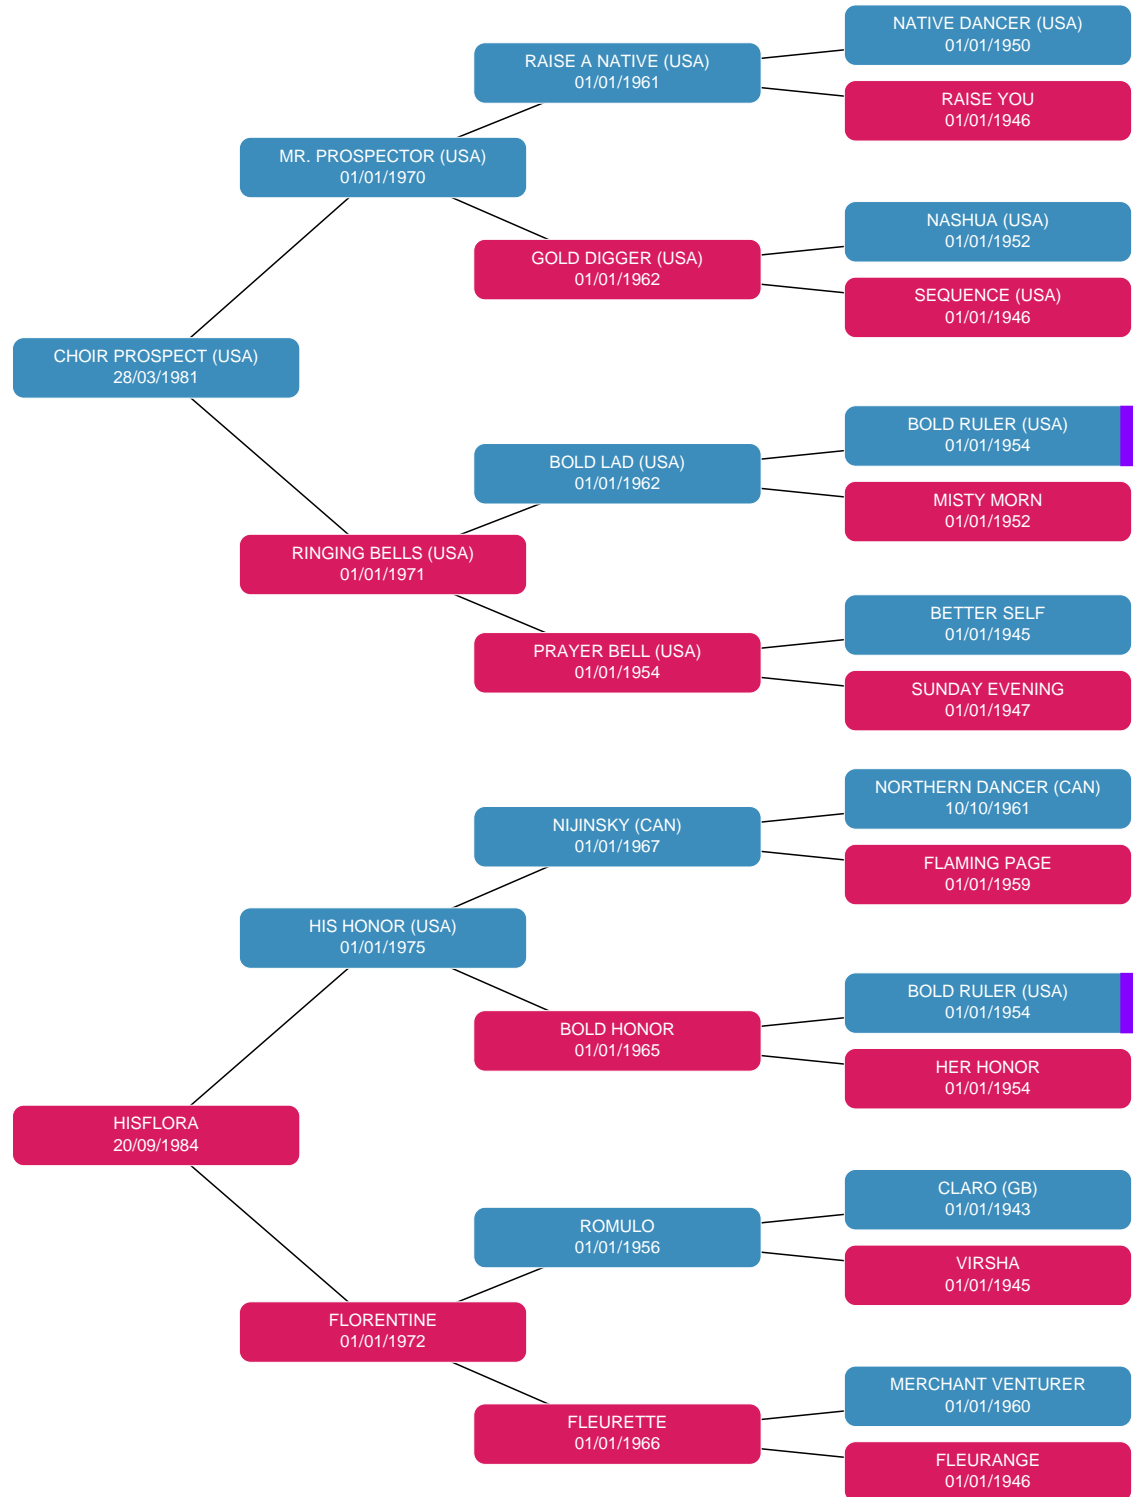 NATIVE DANCER (USA)
01/01/1950
RAISE A NATIVE (USA)
01/01/1961
RAISE YOU
01/01/1946
MR. PROSPECTOR (USA)
01/01/1970
NASHUA (USA)
01/01/1952
GOLD DIGGER (USA)
01/01/1962
SEQUENCE (USA)
01/01/1946
CHOIR PROSPECT (USA)
28/03/1981
BOLD RULER (USA)
01/01/1954
BOLD LAD (USA)
01/01/1962
MISTY MORN
01/01/1952
RINGING BELLS (USA)
01/01/1971
BETTER SELF
01/01/1945
PRAYER BELL (USA)
01/01/1954
SUNDAY EVENING
01/01/1947
NORTHERN DANCER (CAN)
10/10/1961
NIJINSKY (CAN)
01/01/1967
FLAMING PAGE
01/01/1959
HIS HONOR (USA)
01/01/1975
BOLD RULER (USA)
01/01/1954
BOLD HONOR
01/01/1965
HER HONOR
01/01/1954
HISFLORA
20/09/1984
CLARO (GB)
01/01/1943
ROMULO
01/01/1956
VIRSHA
01/01/1945
FLORENTINE
01/01/1972
MERCHANT VENTURER
01/01/1960
FLEURETTE
01/01/1966
FLEURANGE
01/01/1946